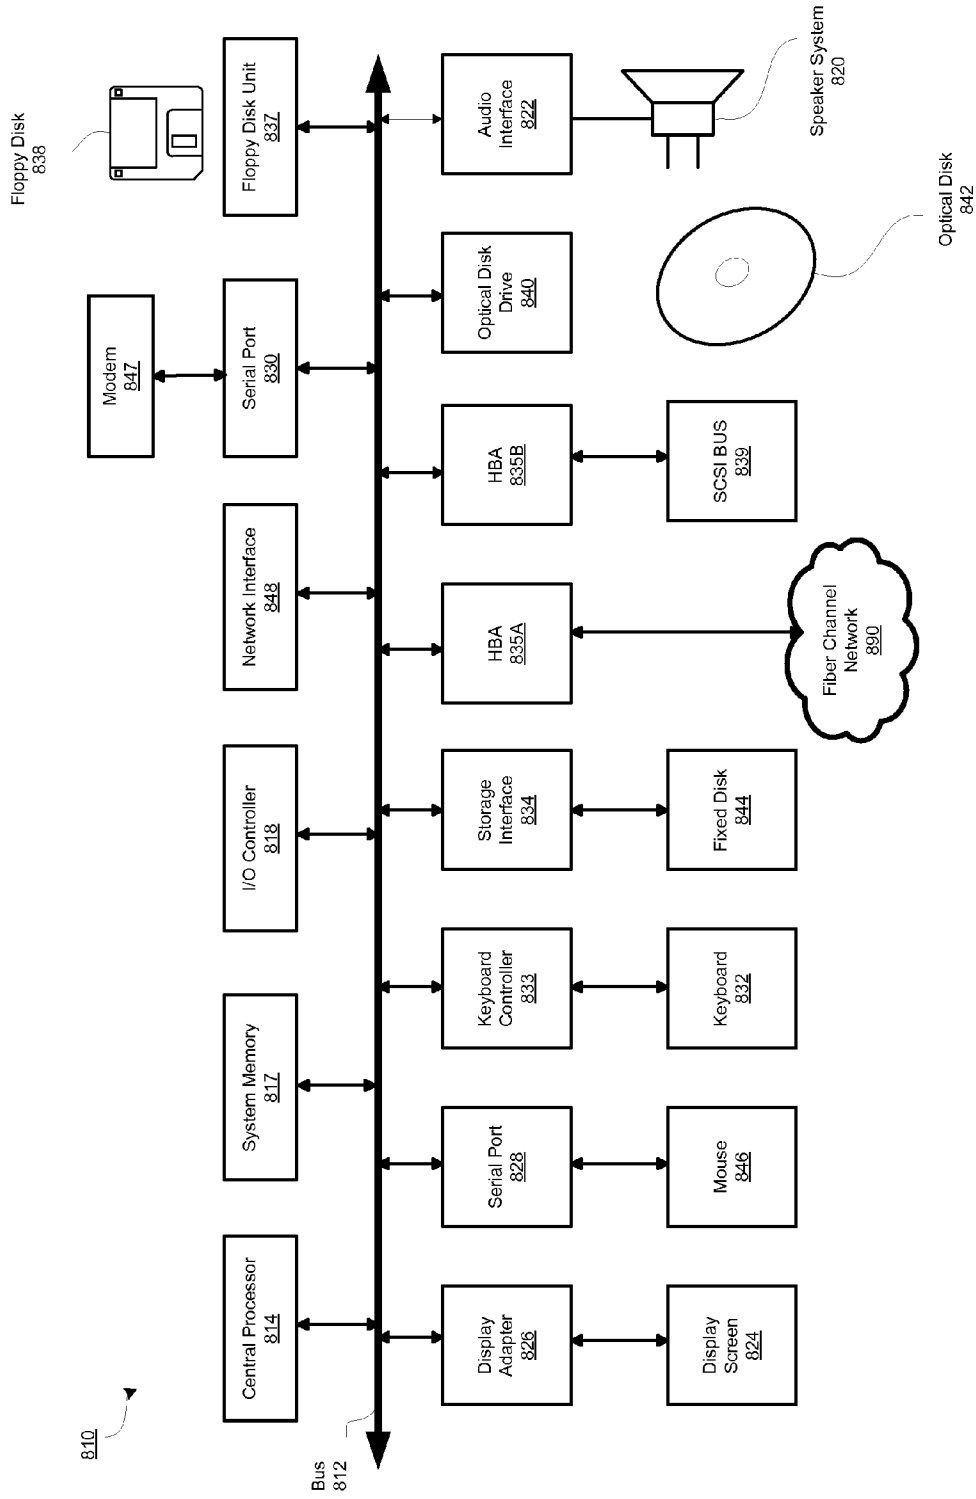 810
Bus
812
Central Processor
814
System Memory
817
I/O Controller
818
Network Interface
848
Modem
847
Serial Port
830
Floppy Disk
838
Floppy Disk Unit
837
Display
Adapter
826
Serial Port
828
Keyboard
Controller
833
Storage
Interface
834
HBA
835A
HBA
835B
Optical Disk
Drive
840
Audio
Interface
822
Display
Screen
824
Mouse
846
Keyboard
832
Fixed Disk
844
Fiber Channel
Network
890
SCSI BUS
839
Speaker System
820
Optical Disk
842